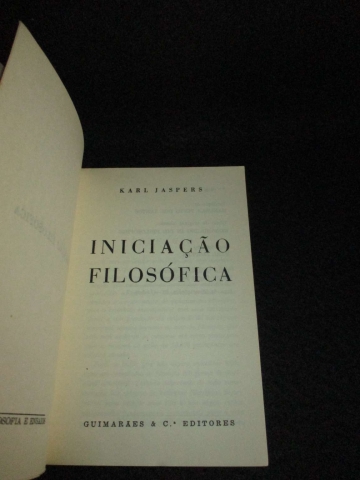 KARL JASPERS
INICIAÇÃO
FILOSÓFICA
GUIMARÃES & C.ª EDITORES